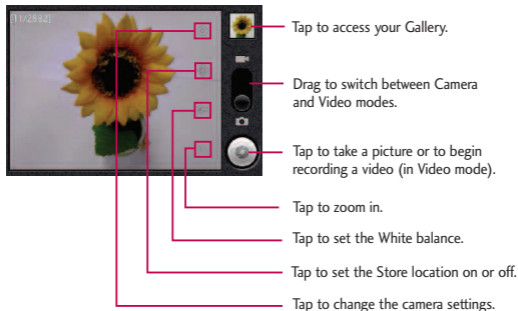 [1/2882]
Tap to access your Gallery.
Drag to switch between Camera
and Video modes.
Tap to take a picture or to begin
recording a video (in Video mode).
Tap to zoom in.
Tap to set the White balance.
Tap to set the Store location on or off.
Tap to change the camera settings.